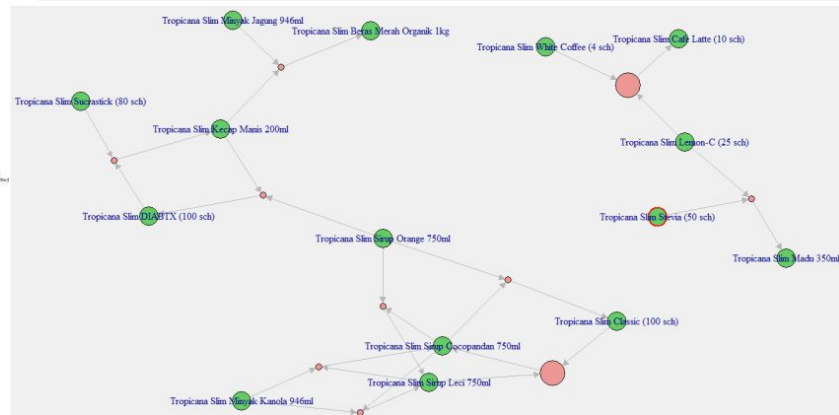 Tropicana Slim Minyak Jagung 946ml
Tropicana Slim Beras Merah Organik 1kg
Tropicana Slim White Coffee (4 sch)
Tropicana Slim Cafe Latte (10 sch)
Tropicana Slim Sucrastick (80 sch)
Tropicana Slim Kecap Manis 200ml
Tropicana Slim Lemon-C (25 sch)
Tropicana Slim DIABTX (100 sch)
Tropicana Slim Stevia (50 sch)
Tropicana Slim Sirup Orange 750ml
Tropicana Slim Madu 350ml
Tropicana Slim Classic (100 sch)
Tropicana Slim Sirup Cocopandan 750ml
Tropicana Slim Sirup Leci 750ml
Tropicana Slim Minyak Kanola 946ml